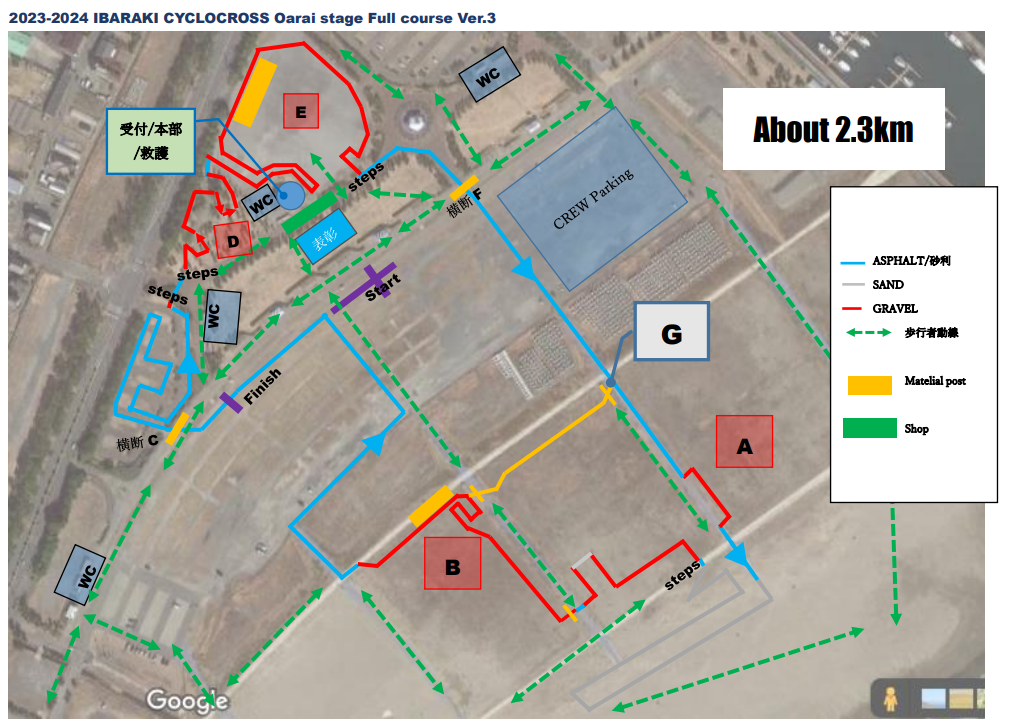 2023-2024 IBARAKI CYCLOCROSS Oarai stage Full course Ver.3
WC
E
About 2.3km
受付/本部
/救護
steps
CREW Parking
WC
横断 F
D
表彰
steps
steps
Start
WC
G
ASPHALT/砂利
SAND
GRAVEL
歩行者動線
Matelial post
Shop
Finish
横断 C
A
B
WC
steps
Google